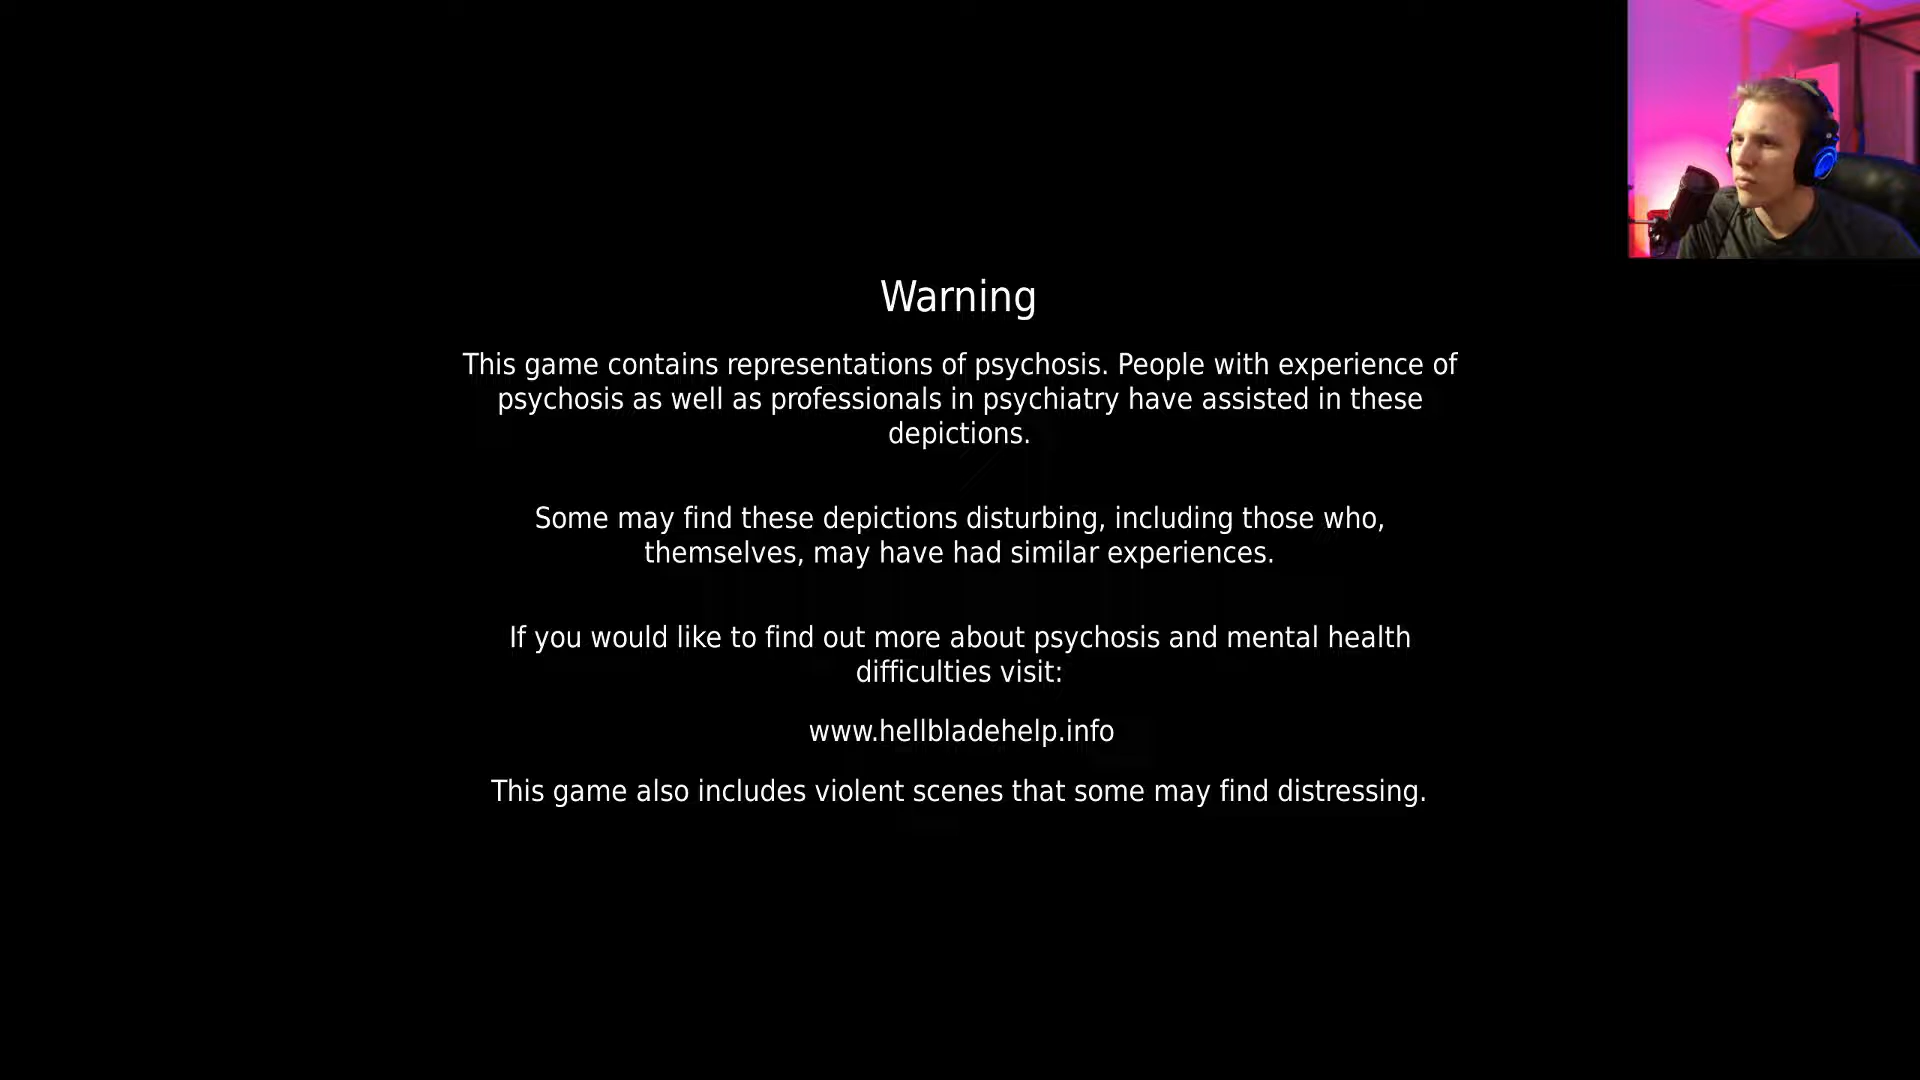 Warning
This game contains representations of psychosis. People with experience of
psychosis as well as professionals in psychiatry have assisted in these
depictions.
Some may find these depictions disturbing, including those who,
themselves, may have had similar experiences.
If you would like to find out more about psychosis and mental health
difficulties visit:
www.hellbladehelp.info
This game also includes violent scenes that some may find distressing.